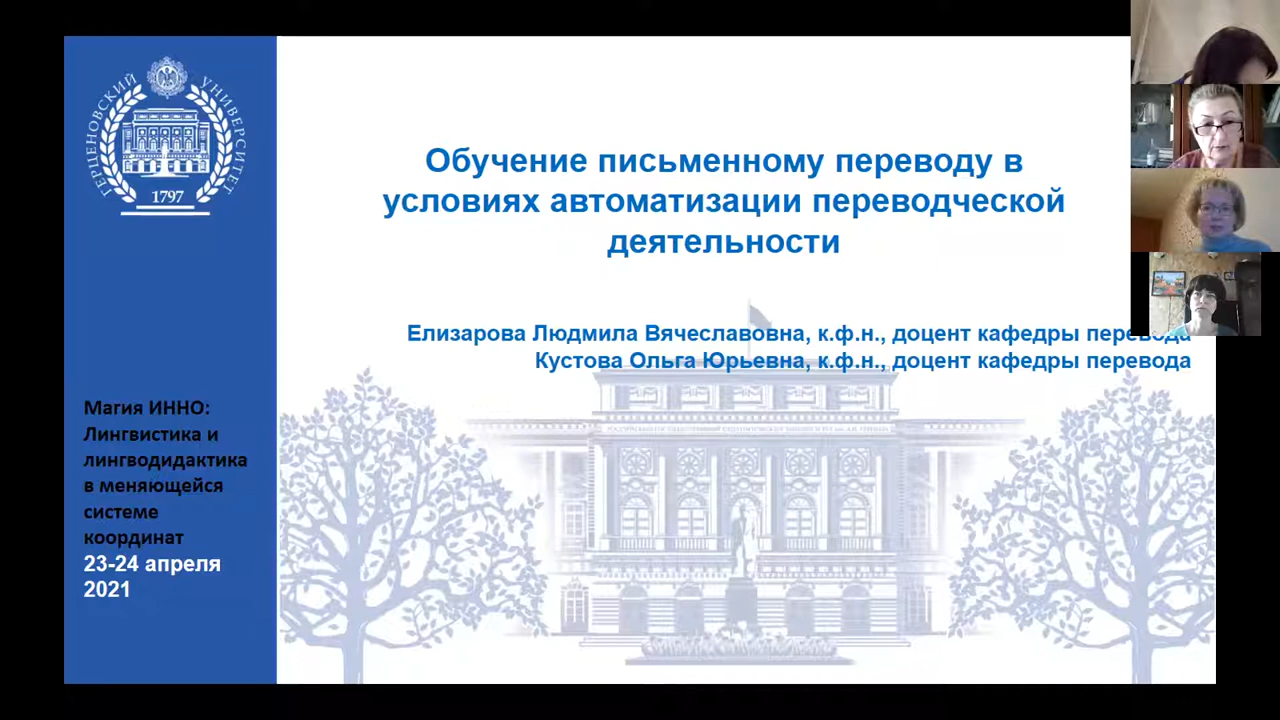 ГЕРЦЕНОВСКИЙ УНИВЕРСИТЕТ
1797
Обучение письменному переводу в
условиях автоматизации переводческой
деятельности
Елизарова Людмила Вячеславовна, к.ф.н., доцент кафедры перевода
Кустова Ольга Юрьевна, к.ф.н., доцент кафедры перевода
Магия ИННО:
Лингвистика и
лингводидактика
в меняющейся
системе
координат
23-24 апреля
2021